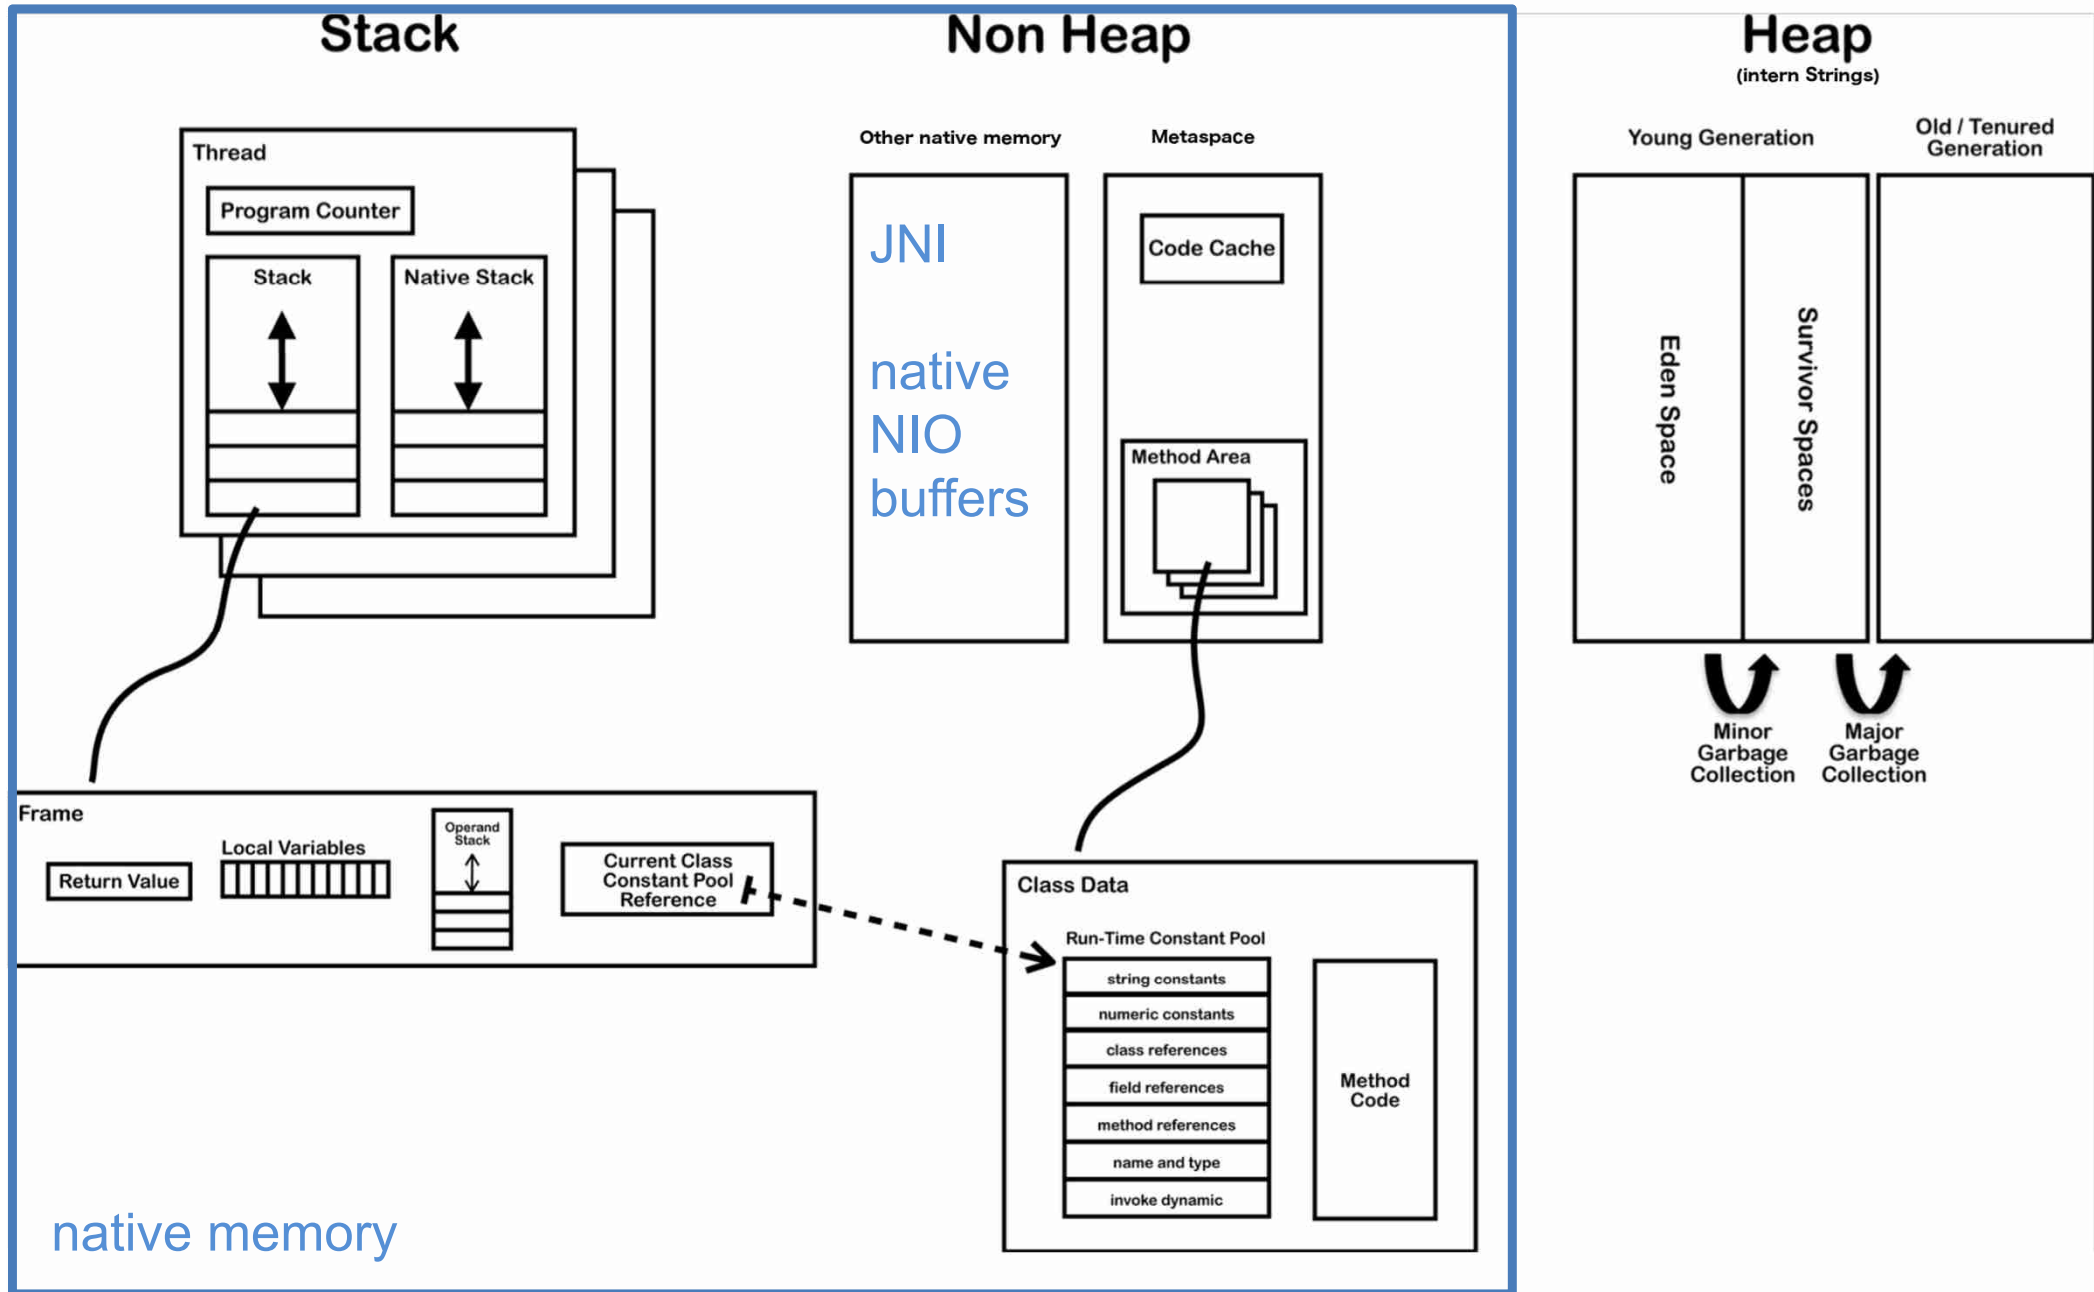 Stack
Non Heap
Heap
(intern Strings)
Thread
Program Counter
Stack
Native Stack
Other native memory
JNI
native
NIO
buffers
Metaspace
Code Cache
Method Area
Young Generation
Old / Tenured
Generation
Eden Space
Survivor Spaces
Minor
Garbage
Collection
Major
Garbage
Collection
Frame
Return Value
Local Variables
Operand
Stack
Current Class
Constant Pool
Reference
Class Data
Run-Time Constant Pool
string constants
numeric constants
class references
field references
method references
name and type
invoke dynamic
Method
Code
native memory